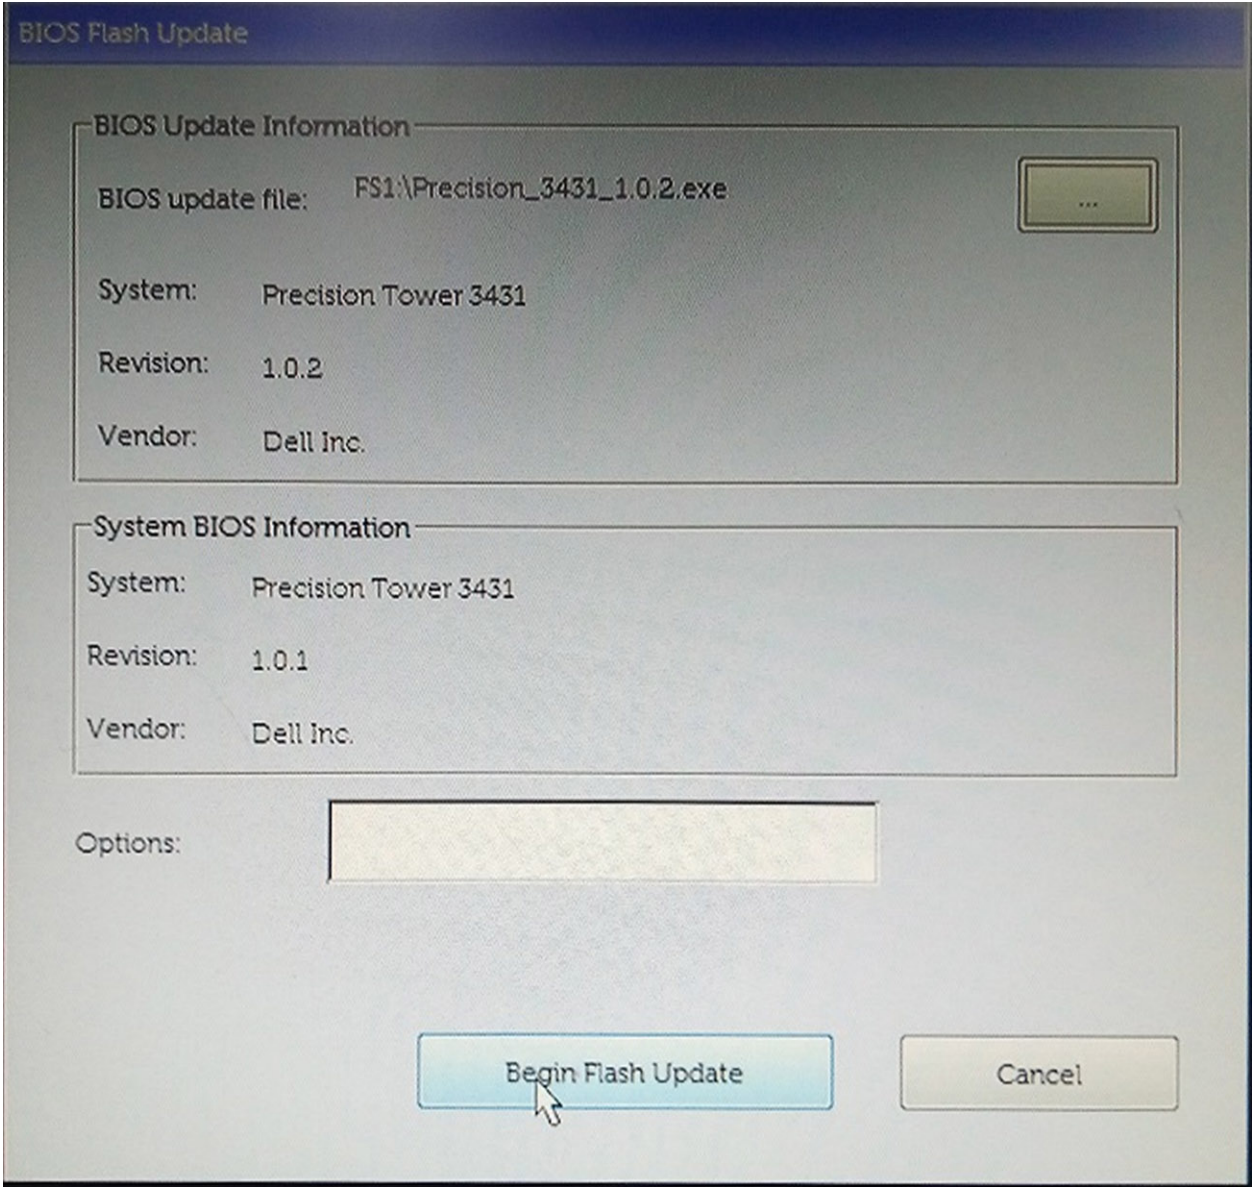 BIOS Flash Update
BIOS Update Information
BIOS update file: FS1:\Precision_3431_1.0.2.exe ...
System: Precision Tower 3431
Revision: 1.0.2
Vendor: Dell Inc.
System BIOS Information
System: Precision Tower 3431
Revision: 1.0.1
Vendor: Dell Inc.
Options:
Begin Flash Update Cancel